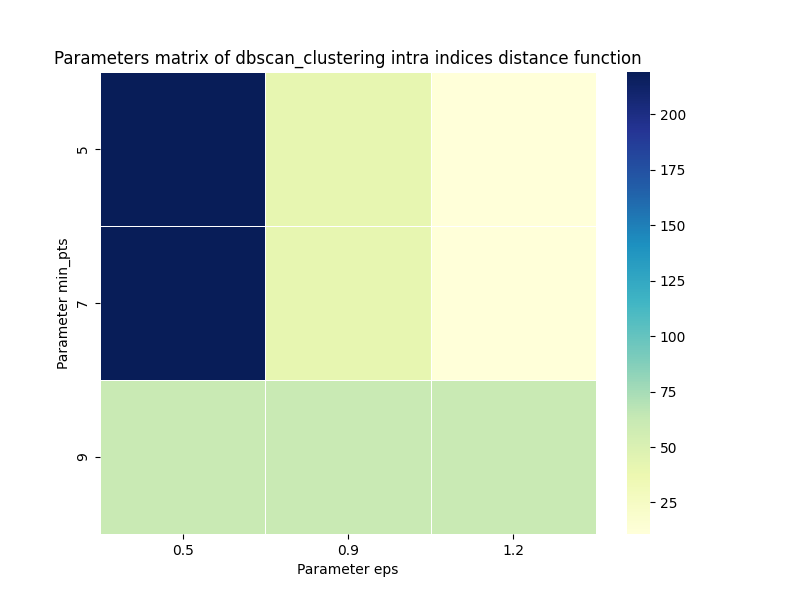 Parameters matrix of dbscan_clustering intra indices distance function
Parameter min_pts
5
7
9
0.5 0.9 1.2
Parameter eps
200
175
150
125
100
75
50
25